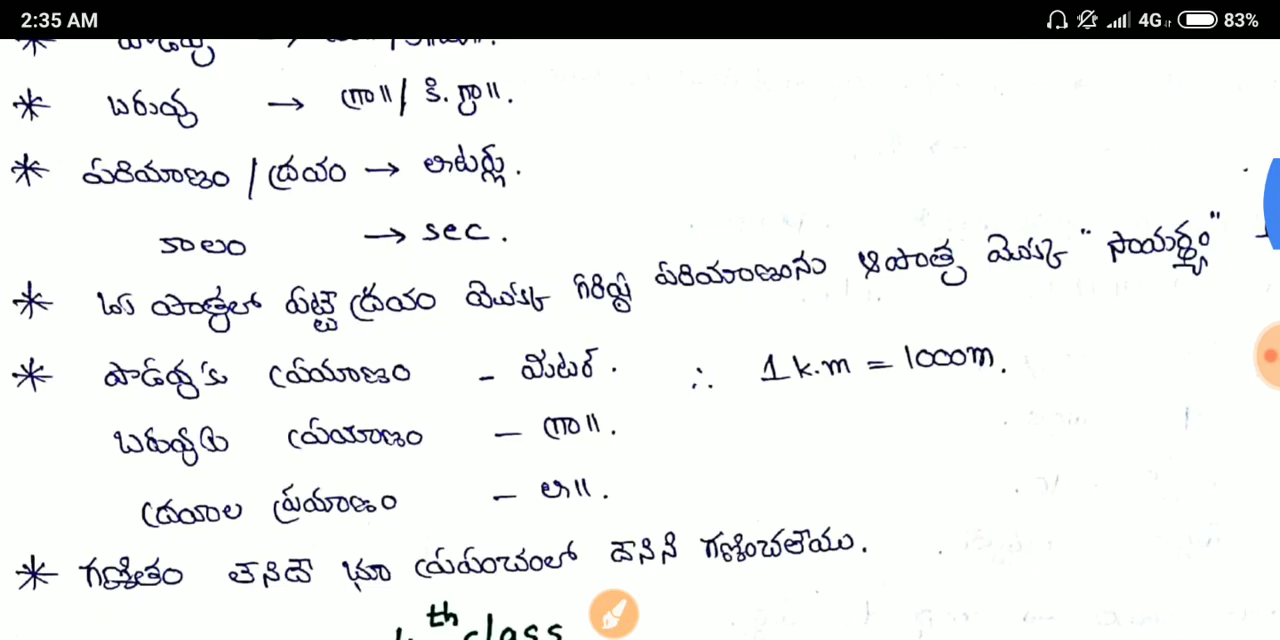 2:35 AM 4G 83%
* బరువు → గ్రా॥ / కి.గ్రా॥.
* పరిమాణం / ద్రవం → లీటర్లు.
కాలం → sec.
* ఒక పాత్రలో పట్టే ద్రవం యొక్క గరిష్ఠ పరిమాణమును ఆ పాత్ర యొక్క "సామర్థ్యం"
* పొడవుకు ప్రమాణం - మీటర్. ∴ 1 k.m = 1000m.
బరువుకు ప్రమాణం - గ్రా॥.
ద్రవాల ప్రమాణం - లీ॥.
* గణితం లేనిదే భూ ప్రపంచంలో దేనిని గణించలేము.
th class